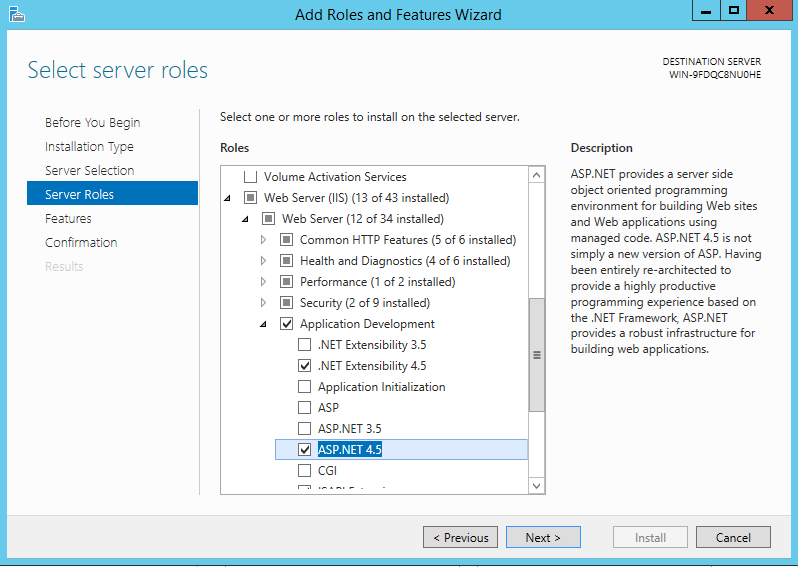 Add Roles and Features Wizard
Select server roles
DESTINATION SERVER
WIN-9FDQC8NU0HE
Before You Begin
Installation Type
Server Selection
Server Roles
Features
Confirmation
Results
Select one or more roles to install on the selected server.
Roles
Volume Activation Services
Web Server (IIS) (13 of 43 installed)
Web Server (12 of 34 installed)
Common HTTP Features (5 of 6 installed)
Health and Diagnostics (4 of 6 installed)
Performance (1 of 2 installed)
Security (2 of 9 installed)
Application Development
.NET Extensibility 3.5
.NET Extensibility 4.5
Application Initialization
ASP
ASP.NET 3.5
ASP.NET 4.5
CGI
Description
ASP.NET provides a server side
object oriented programming
environment for building Web sites
and Web applications using
managed code. ASP.NET 4.5 is not
simply a new version of ASP. Having
been entirely re-architected to
provide a highly productive
programming experience based on
the .NET Framework, ASP.NET
provides a robust infrastructure for
building web applications.
< Previous
Next >
Install
Cancel